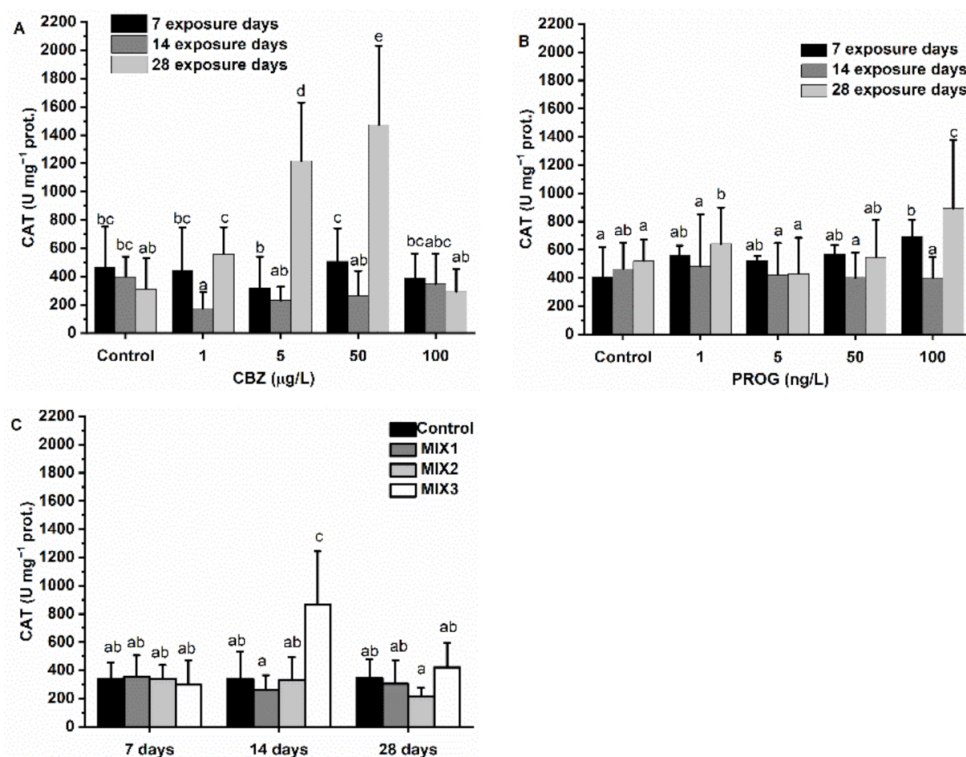 A
2200
2000
1800
1600
1400
1200
1000
800
600
400
200
0
CAT (U mg⁻¹ prot.)
7 exposure days
14 exposure days
28 exposure days
bc bc ab
bc a c
b ab d
c ab e
bc abc ab
Control 1 5 50 100
CBZ (µg/L)
B
2200
2000
1800
1600
1400
1200
1000
800
600
400
200
0
CAT (U mg⁻¹ prot.)
7 exposure days
14 exposure days
28 exposure days
a ab a
a b
ab a a
ab a ab
b a c
Control 1 5 50 100
PROG (ng/L)
C
2200
2000
1800
1600
1400
1200
1000
800
600
400
200
0
CAT (U mg⁻¹ prot.)
Control
MIX1
MIX2
MIX3
ab ab ab ab
ab a ab c
ab ab a ab
7 days 14 days 28 days